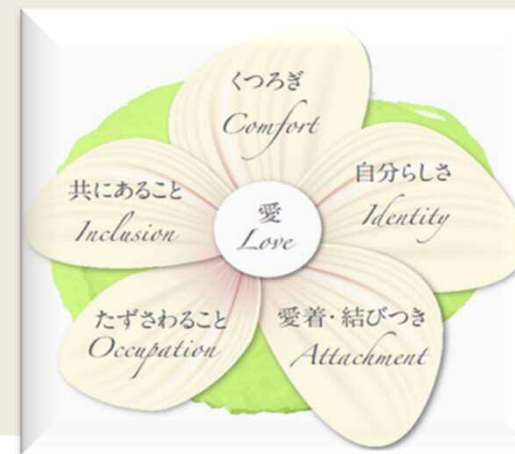 くつろぎ
Comfort
自分らしさ
Identity
共にあること
Inclusion
愛
Love
たずさわること
Occupation
愛着・結びつき
Attachment